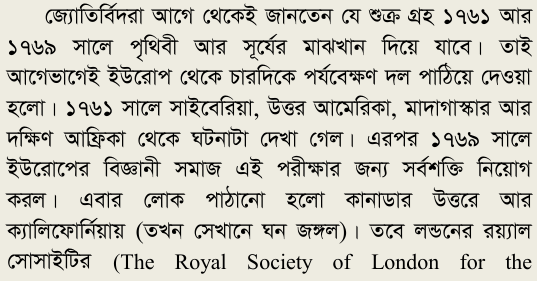 জ্যোতির্বিদরা আগে থেকেই জানতেন যে শুক্র গ্রহ ১৭৬১ আর
১৭৬৯ সালে পৃথিবী আর সূর্যের মাঝখান দিয়ে যাবে। তাই
আগেভাগেই ইউরোপ থেকে চারদিকে পর্যবেক্ষণ দল পাঠিয়ে দেওয়া
হলো। ১৭৬১ সালে সাইবেরিয়া, উত্তর আমেরিকা, মাদাগাস্কার আর
দক্ষিণ আফ্রিকা থেকে ঘটনাটা দেখা গেল। এরপর ১৭৬৯ সালে
ইউরোপের বিজ্ঞানী সমাজ এই পরীক্ষার জন্য সর্বশক্তি নিয়োগ
করল। এবার লোক পাঠানো হলো কানাডার উত্তরে আর
ক্যালিফোর্নিয়ায় (তখন সেখানে ঘন জঙ্গল)। তবে লন্ডনের রয়্যাল
সোসাইটির (The Royal Society of London for the